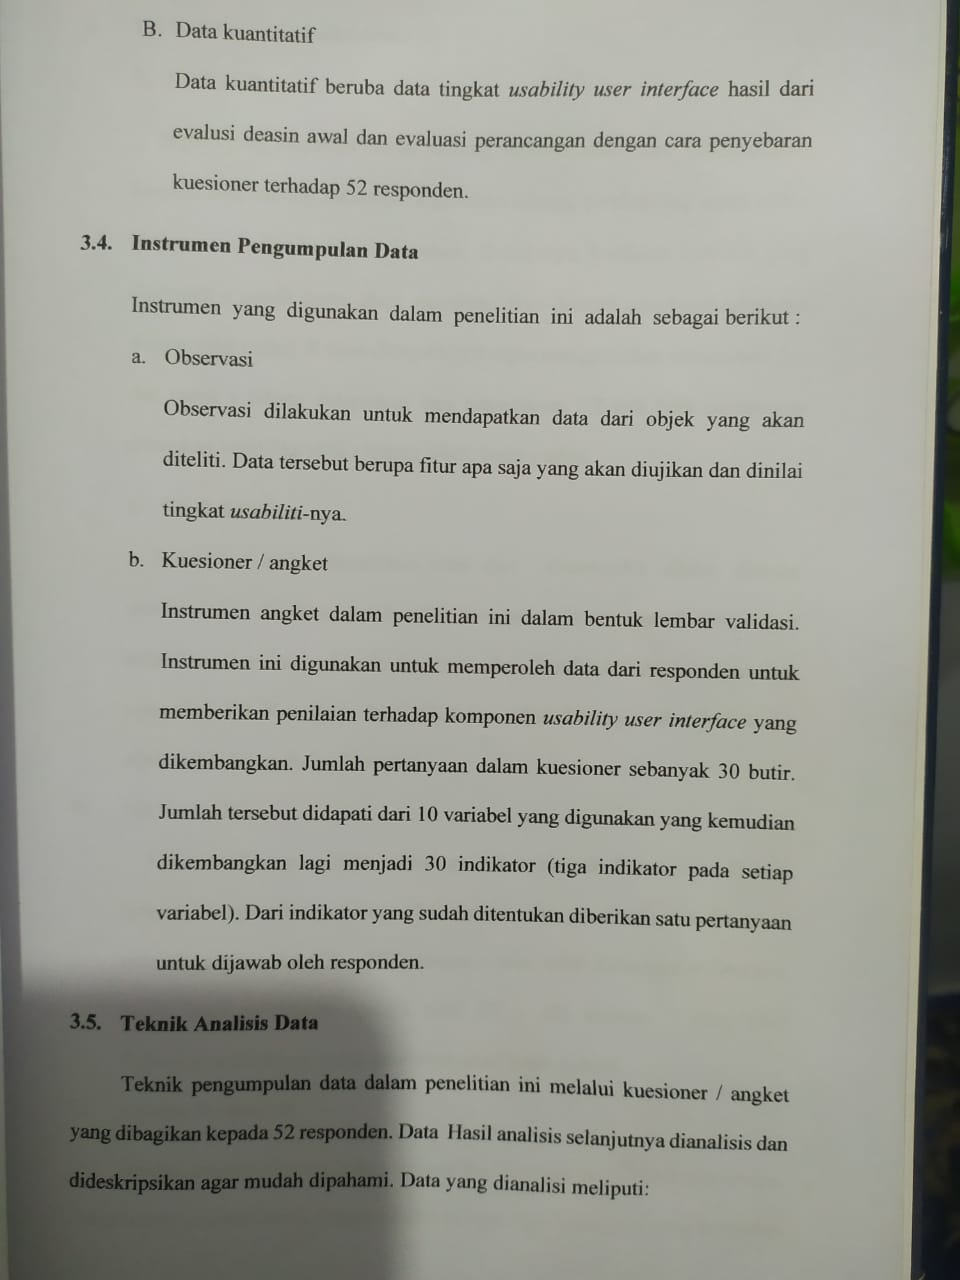 B. Data kuantitatif
Data kuantitatif beruba data tingkat usability user interface hasil dari
evalusi deasin awal dan evaluasi perancangan dengan cara penyebaran
kuesioner terhadap 52 responden.
3.4. Instrumen Pengumpulan Data
Instrumen yang digunakan dalam penelitian ini adalah sebagai berikut :
a. Observasi
Observasi dilakukan untuk mendapatkan data dari objek yang akan
diteliti. Data tersebut berupa fitur apa saja yang akan diujikan dan dinilai
tingkat usabiliti-nya.
b. Kuesioner / angket
Instrumen angket dalam penelitian ini dalam bentuk lembar validasi.
Instrumen ini digunakan untuk memperoleh data dari responden untuk
memberikan penilaian terhadap komponen usability user interface yang
dikembangkan. Jumlah pertanyaan dalam kuesioner sebanyak 30 butir.
Jumlah tersebut didapati dari 10 variabel yang digunakan yang kemudian
dikembangkan lagi menjadi 30 indikator (tiga indikator pada setiap
variabel). Dari indikator yang sudah ditentukan diberikan satu pertanyaan
untuk dijawab oleh responden.
3.5. Teknik Analisis Data
Teknik pengumpulan data dalam penelitian ini melalui kuesioner / angket
yang dibagikan kepada 52 responden. Data Hasil analisis selanjutnya dianalisis dan
dideskripsikan agar mudah dipahami. Data yang dianalisi meliputi: